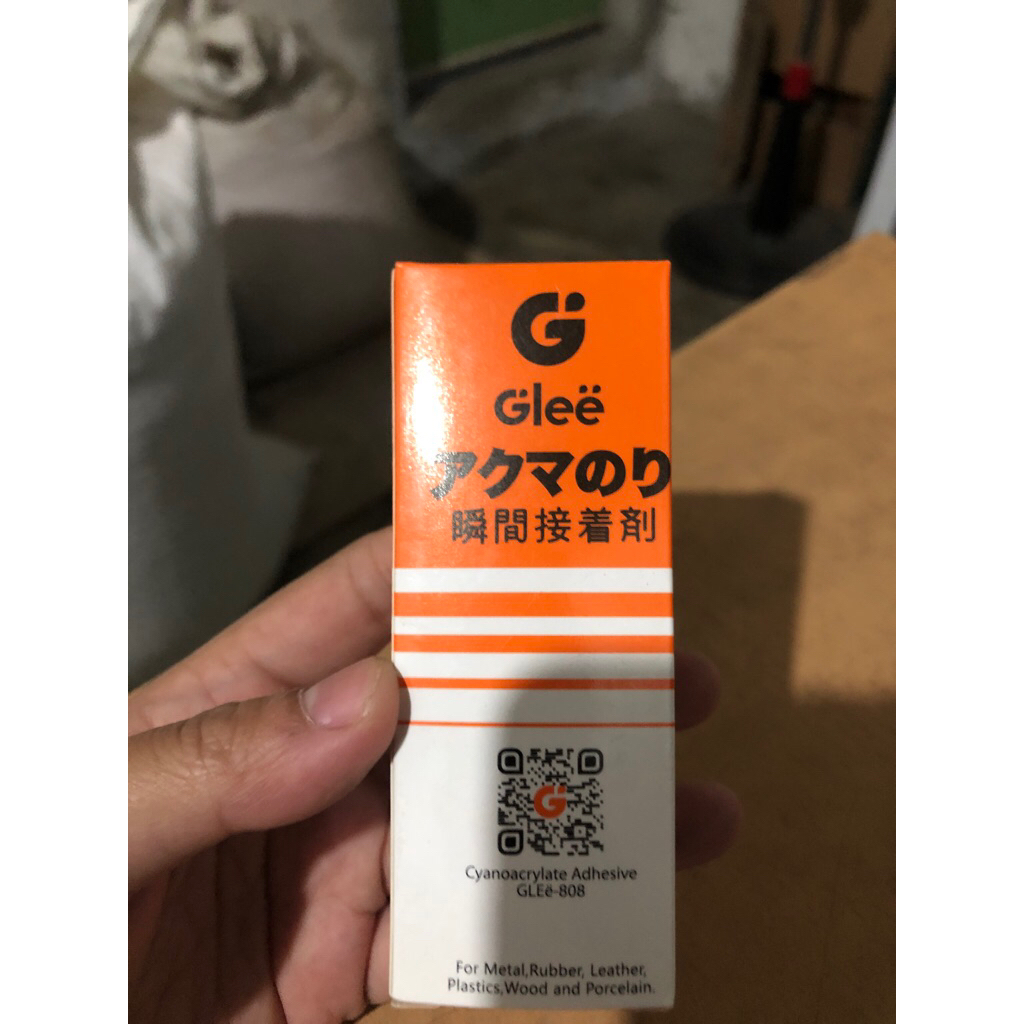 Gleë
アクマのり
瞬間接着剤
Cyanoacrylate Adhesive
GLEë-808
For Metal,Rubber, Leather,
Plastics,Wood and Porcelain.